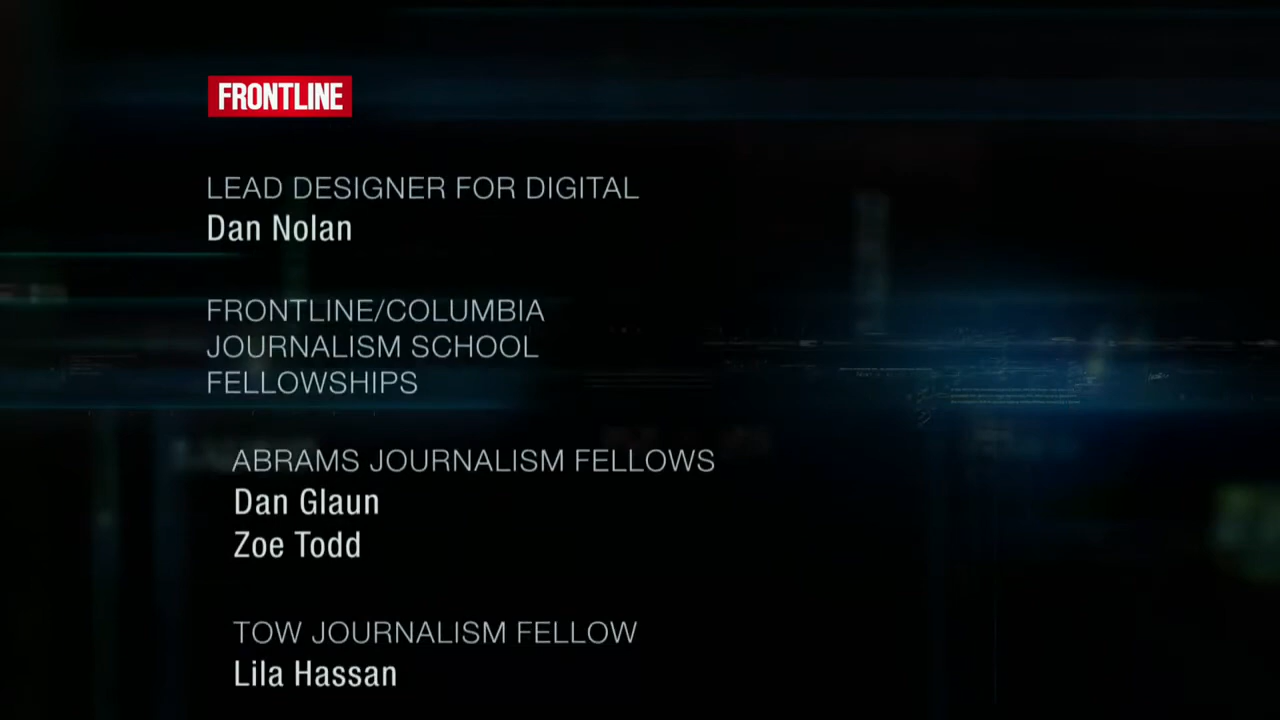 FRONTLINE
LEAD DESIGNER FOR DIGITAL
Dan Nolan
FRONTLINE/COLUMBIA
JOURNALISM SCHOOL
FELLOWSHIPS
ABRAMS JOURNALISM FELLOWS
Dan Glaun
Zoe Todd
TOW JOURNALISM FELLOW
Lila Hassan